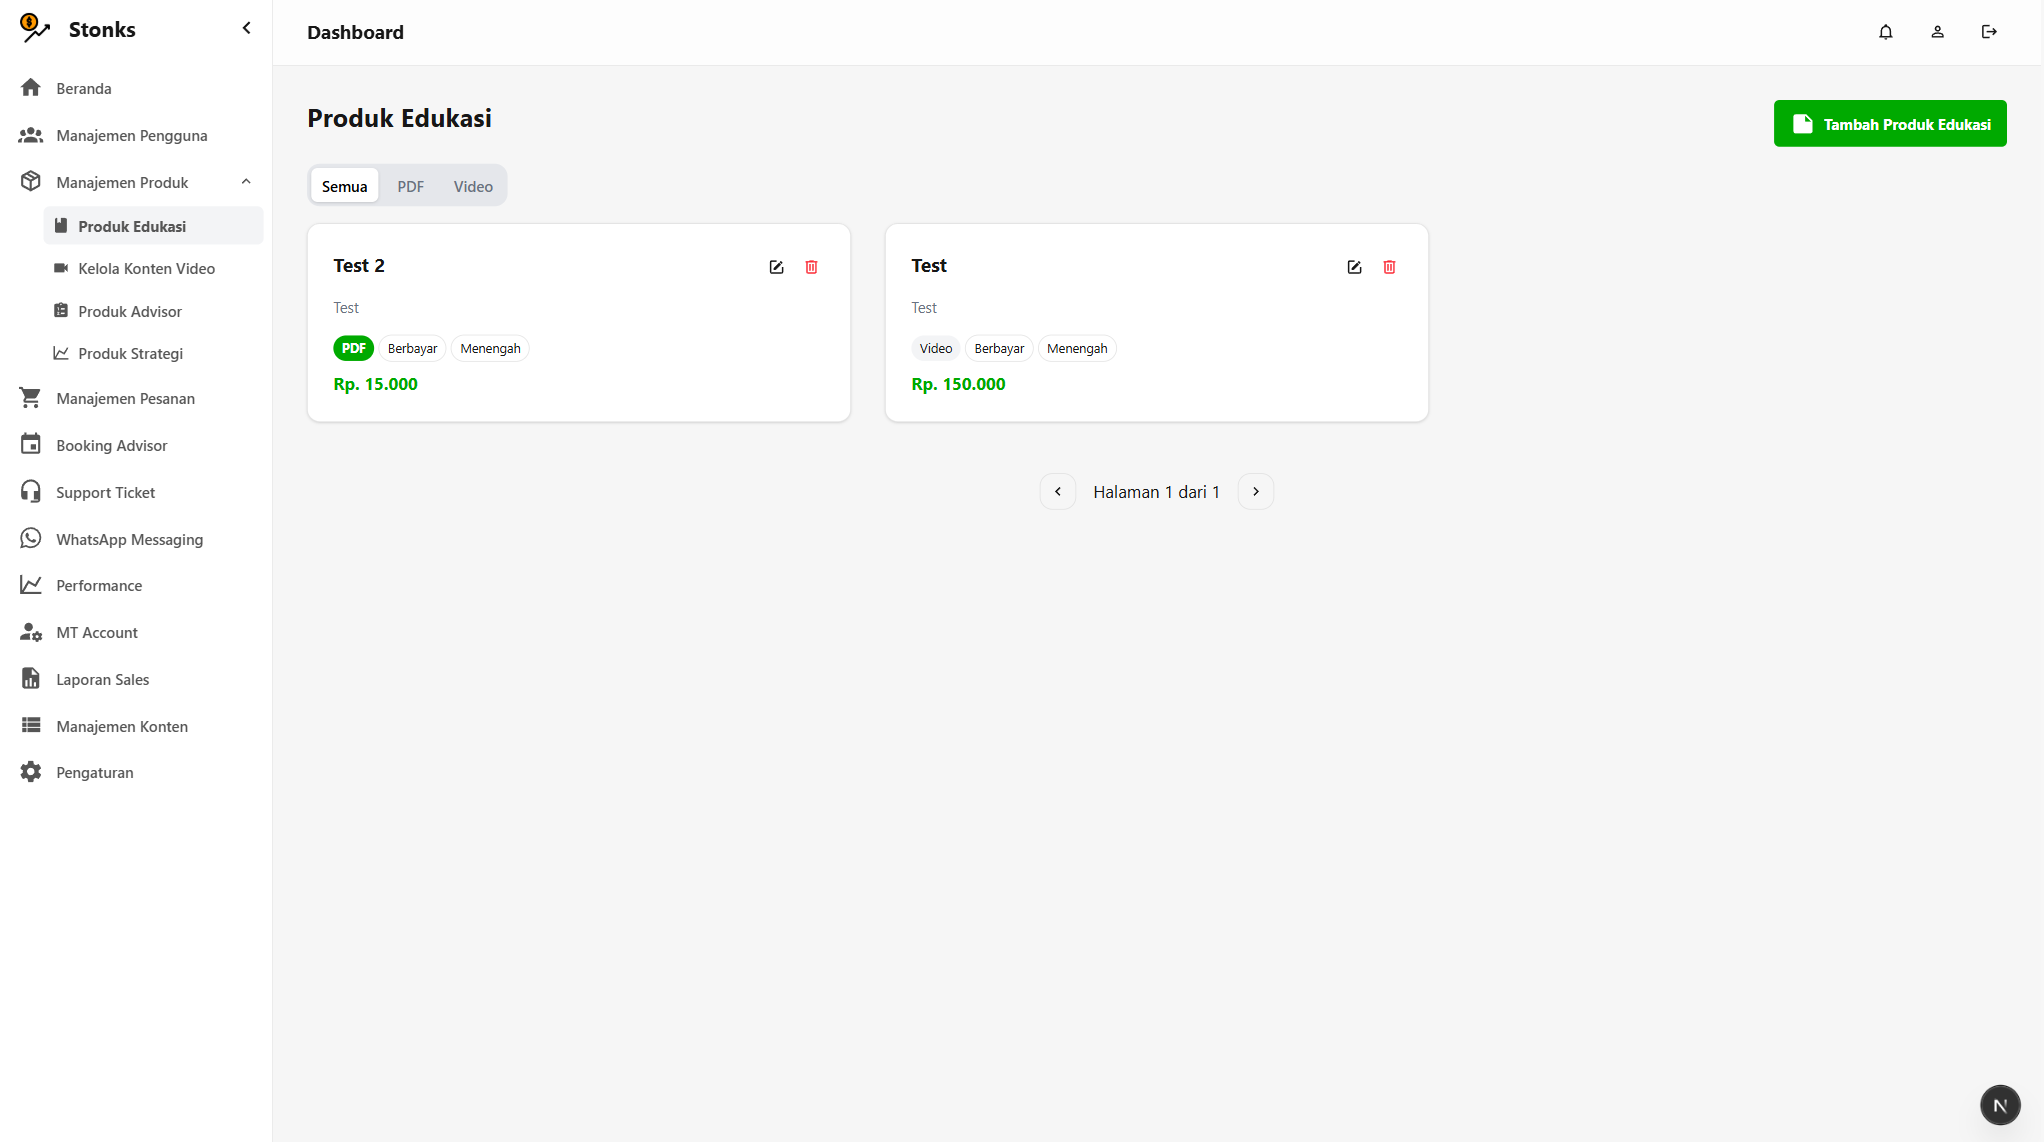 Stonks
Beranda
Manajemen Pengguna
Manajemen Produk
Produk Edukasi
Kelola Konten Video
Produk Advisor
Produk Strategi
Manajemen Pesanan
Booking Advisor
Support Ticket
WhatsApp Messaging
Performance
MT Account
Laporan Sales
Manajemen Konten
Pengaturan
Dashboard
Produk Edukasi
Tambah Produk Edukasi
Semua PDF Video
Test 2
Test
PDF Berbayar Menengah
Rp. 15.000
Test
Test
Video Berbayar Menengah
Rp. 150.000
Halaman 1 dari 1
N